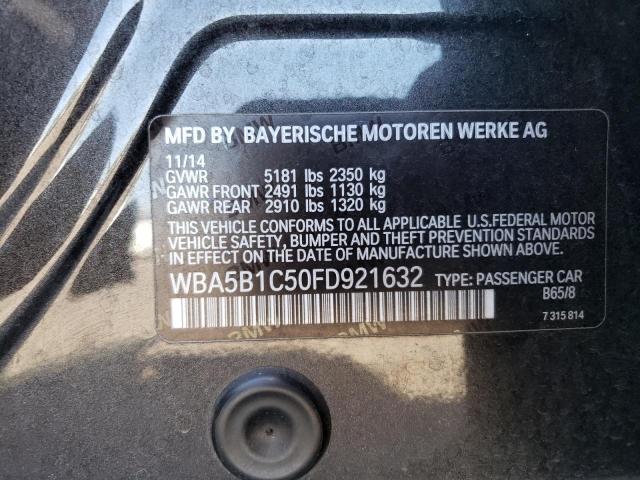 MFD BY BAYERISCHE MOTOREN WERKE AG
11/14
GVWR 5181 lbs 2350 kg
GAWR FRONT 2491 lbs 1130 kg
GAWR REAR 2910 lbs 1320 kg
THIS VEHICLE CONFORMS TO ALL APPLICABLE U.S.FEDERAL MOTOR
VEHICLE SAFETY, BUMPER AND THEFT PREVENTION STANDARDS
IN EFFECT ON THE DATE OF MANUFACTURE SHOWN ABOVE.
WBA5B1C50FD921632 TYPE: PASSENGER CAR
B65/8
7 315 814
BMW
BMW